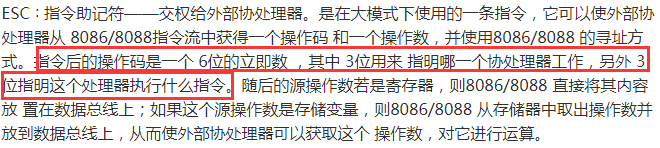 ESC：指令助记符——交权给外部协处理器。是在大模式下使用的一条指令，它可以使外部协
处理器从 8086/8088指令流中获得一个操作码 和一个操作数，并使用8086/8088 的寻址方
式。指令后的操作码是一个 6位的立即数 ，其中 3位用来 指明哪一个协处理器工作，另外 3
位指明这个处理器执行什么指令。 随后的源操作数若是寄存器，则8086/8088 直接将其内容
放 置在数据总线上；如果这个源操作数是存储变量，则8086/8088 从存储器中取出操作数并
放到数据总线上，从而使外部协处理器可以获取这个 操作数，对它进行运算。